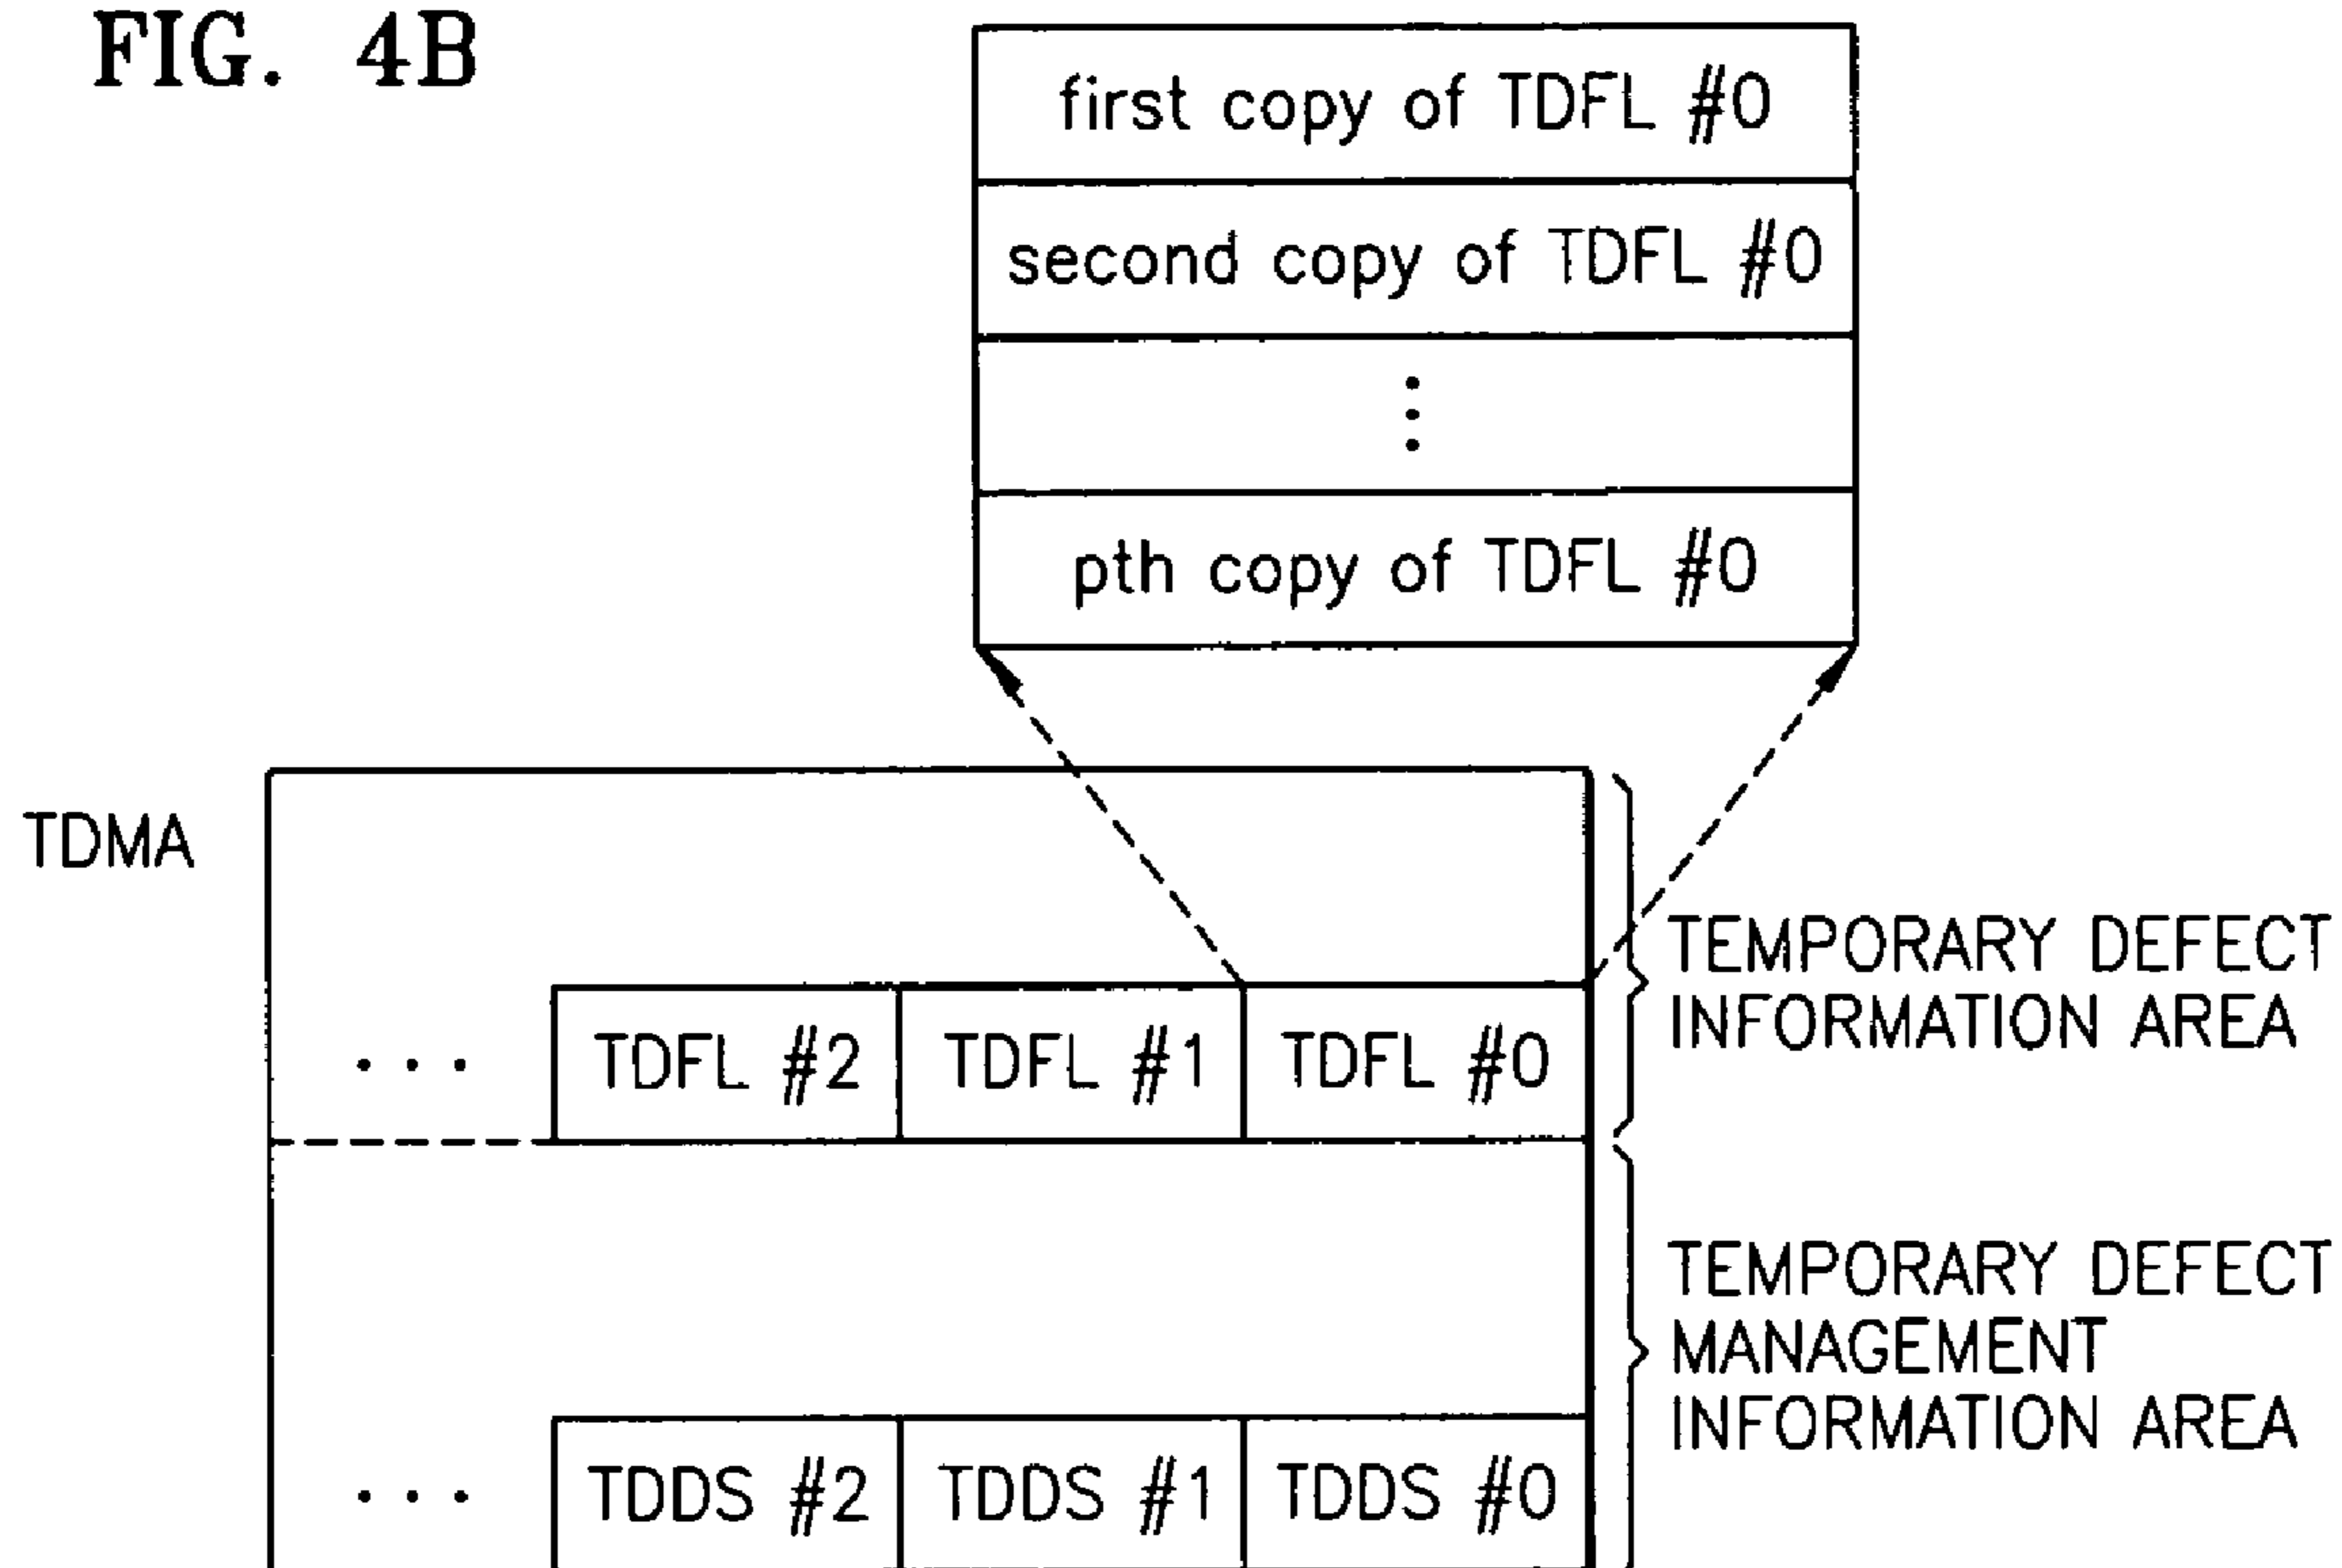 FIG. 4B
first copy of TDFL #0
second copy of TDFL #0
⋮
pth copy of TDFL #0
TDMA
TEMPORARY DEFECT
INFORMATION AREA
... TDFL #2 TDFL #1 TDFL #0
TEMPORARY DEFECT
MANAGEMENT
INFORMATION AREA
... TDDS #2 TDDS #1 TDDS #0